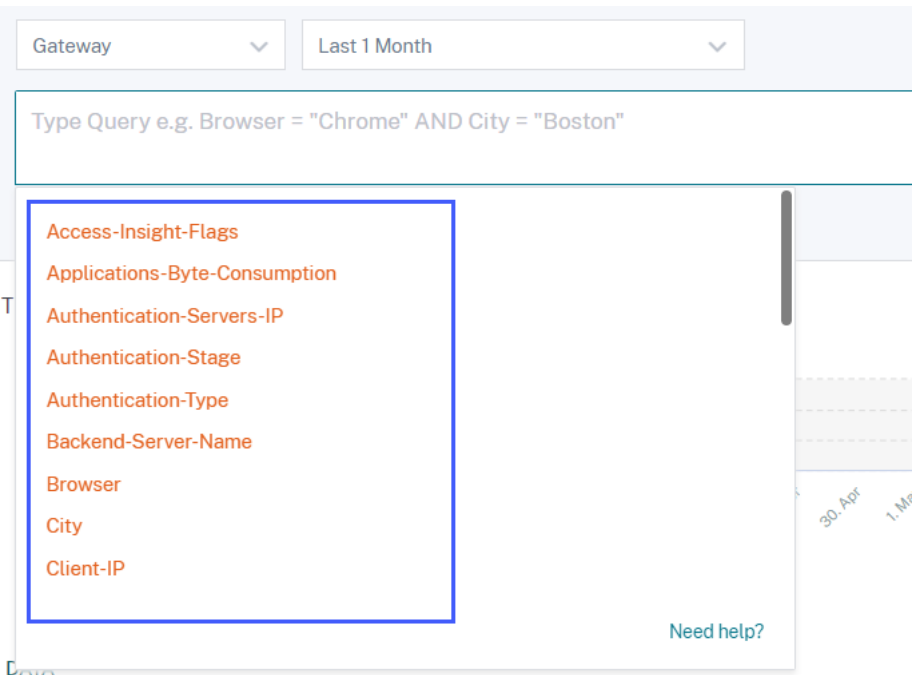 Gateway
Last 1 Month
Type Query e.g. Browser = "Chrome" AND City = "Boston"
Access-Insight-Flags
Applications-Byte-Consumption
T
Authentication-Servers-IP
Authentication-Stage
Authentication-Type
Backend-Server-Name
Browser
30. Apr
City
Client-IP
Need help?